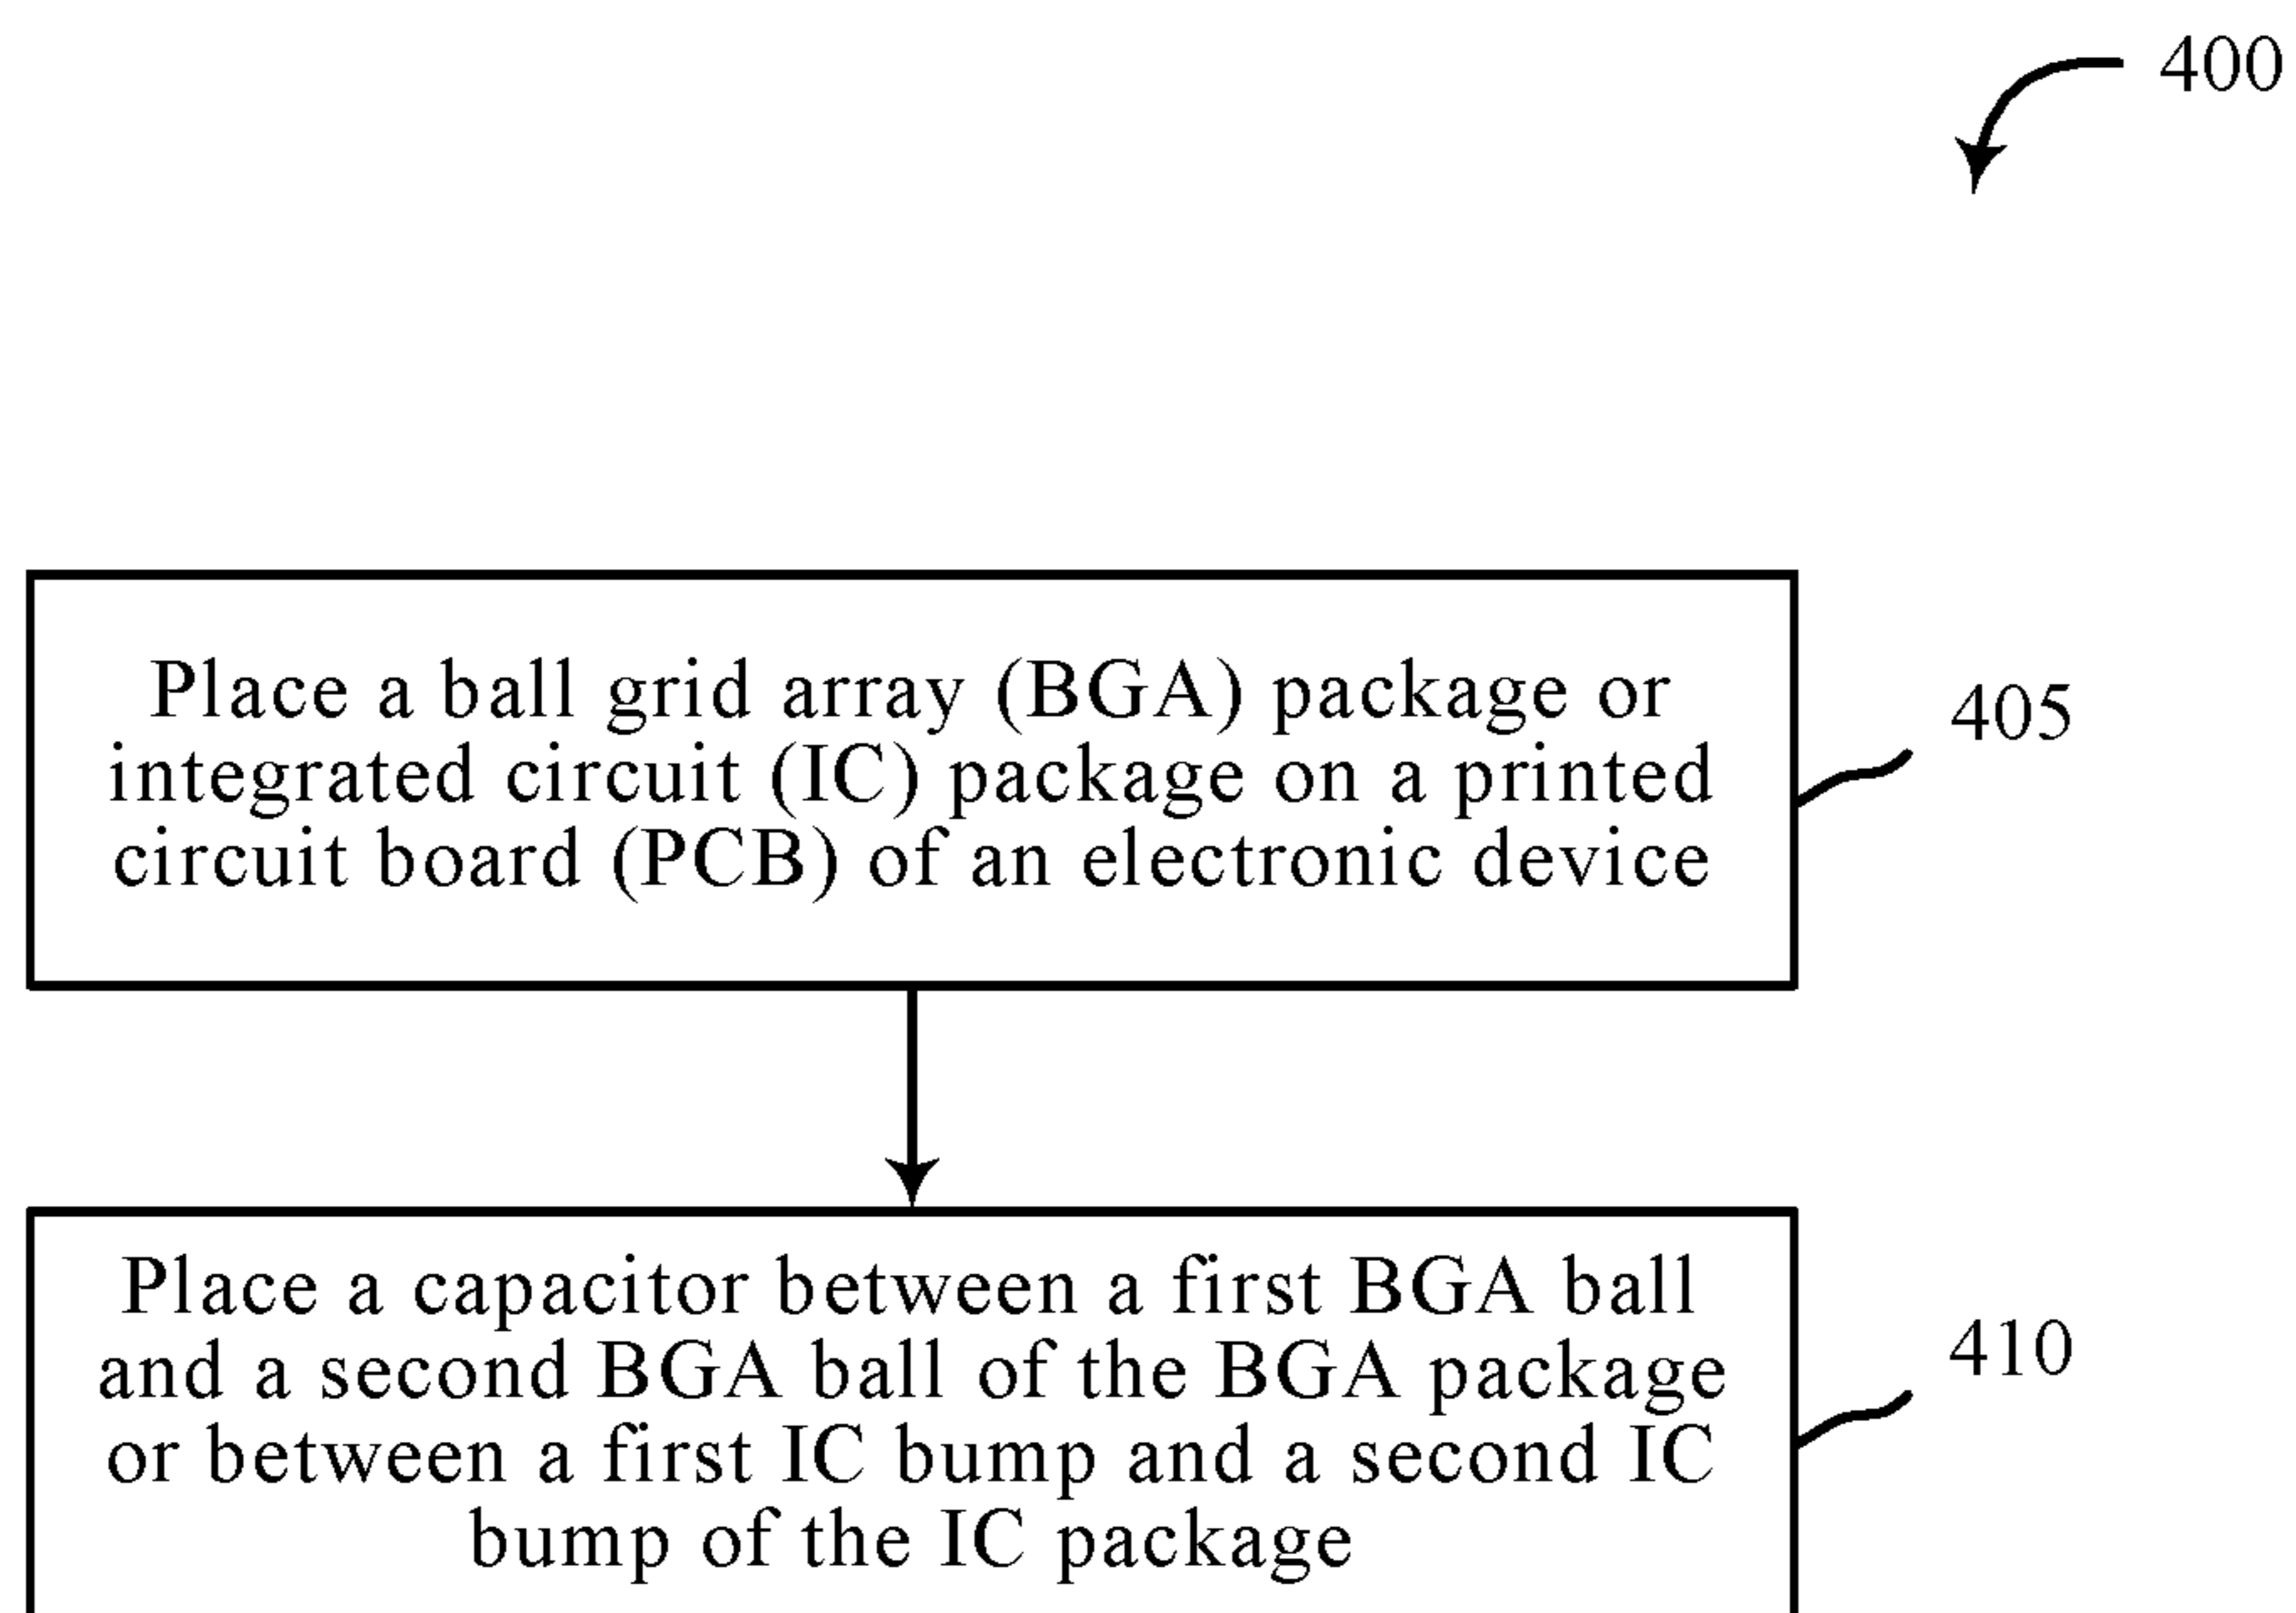 400
Place a ball grid array (BGA) package or
integrated circuit (IC) package on a printed
circuit board (PCB) of an electronic device
405
Place a capacitor between a first BGA ball
and a second BGA ball of the BGA package
or between a first IC bump and a second IC
bump of the IC package
410